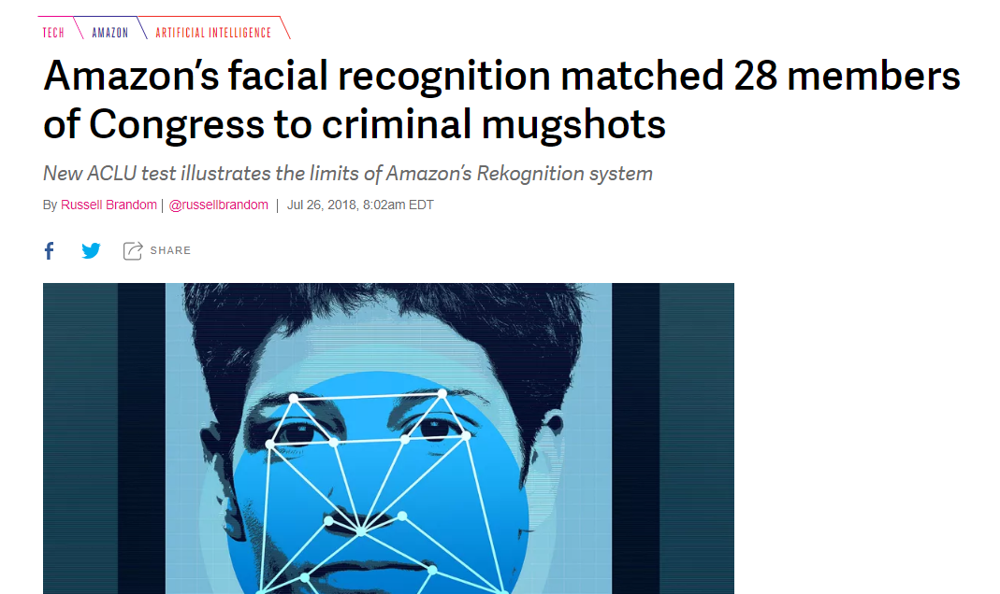 TECH AMAZON ARTIFICIAL INTELLIGENCE
Amazon’s facial recognition matched 28 members
of Congress to criminal mugshots
New ACLU test illustrates the limits of Amazon’s Rekognition system
By Russell Brandom | @russellbrandom | Jul 26, 2018, 8:02am EDT
SHARE